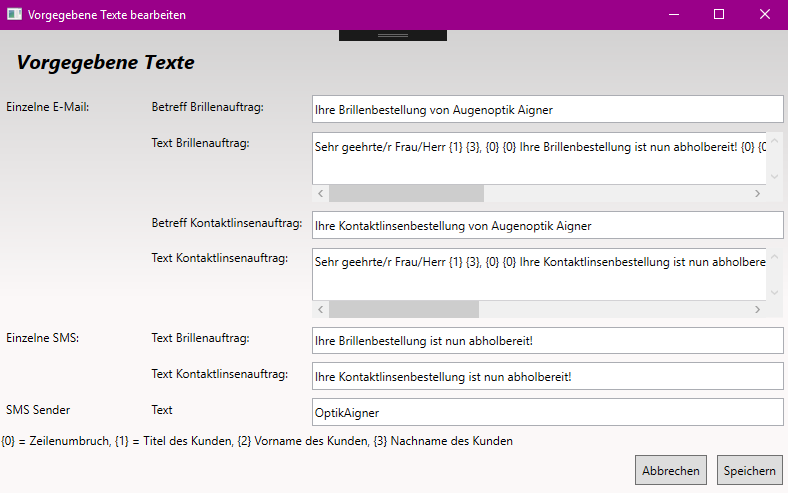 Vorgegebene Texte bearbeiten
Vorgegebene Texte
Einzelne E-Mail: Betreff Brillenauftrag: Ihre Brillenbestellung von Augenoptik Aigner
Text Brillenauftrag: Sehr geehrte/r Frau/Herr {1} {3}, {0} {0} Ihre Brillenbestellung ist nun abholbereit! {0}
Betreff Kontaktlinsenauftrag: Ihre Kontaktlinsenbestellung von Augenoptik Aigner
Text Kontaktlinsenauftrag: Sehr geehrte/r Frau/Herr {1} {3}, {0} {0} Ihre Kontaktlinsenbestellung ist nun abholbere
Einzelne SMS: Text Brillenauftrag: Ihre Brillenbestellung ist nun abholbereit!
Text Kontaktlinsenauftrag: Ihre Kontaktlinsenbestellung ist nun abholbereit!
SMS Sender Text OptikAigner
{0} = Zeilenumbruch, {1} = Titel des Kunden, {2} Vorname des Kunden, {3} Nachname des Kunden
Abbrechen Speichern